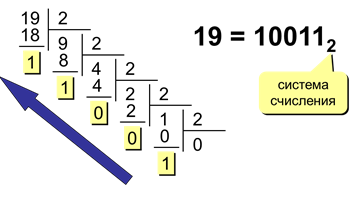 19 2
18 9 2
1 8 4 2
1 4 2 2
0 2 1 2
0 0 0
1
19 = 10011₂
система
счисления